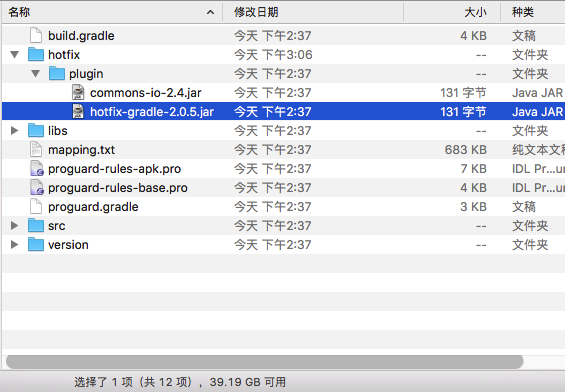 名称 修改日期 大小 种类
build.gradle 今天 下午2:37 4 KB 文稿
hotfix 今天 下午3:06 -- 文件夹
plugin 今天 下午2:37 -- 文件夹
commons-io-2.4.jar 今天 下午2:37 131 字节 Java JAR
hotfix-gradle-2.0.5.jar 今天 下午2:37 131 字节 Java JAR
libs 今天 下午2:37 -- 文件夹
mapping.txt 今天 下午2:37 683 KB 纯文本文稿
proguard-rules-apk.pro 今天 下午2:37 7 KB IDL Pr...un
proguard-rules-base.pro 今天 下午2:37 4 KB IDL Pr...un
proguard.gradle 今天 下午2:37 3 KB 文稿
src 今天 下午2:37 -- 文件夹
version 今天 下午2:37 -- 文件夹
选择了 1 项（共 12 项），39.19 GB 可用